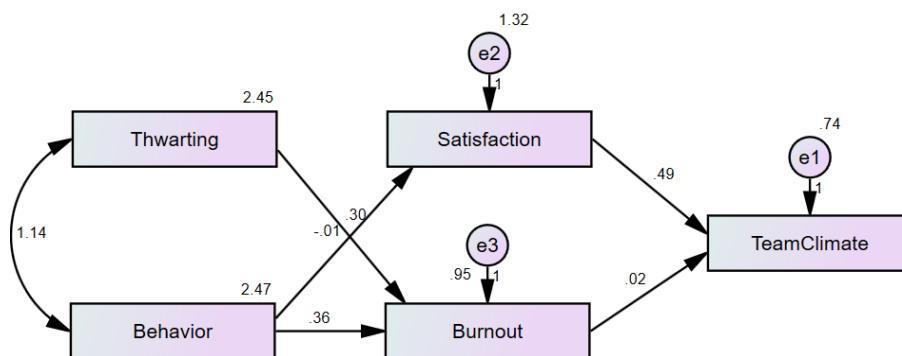 1.32
e2
1
2.45
Thwarting
Satisfaction
.74
e1
1
.49
1.14
.30
-.01
TeamClimate
e3
.95
1
2.47
.02
Behavior
.36
Burnout